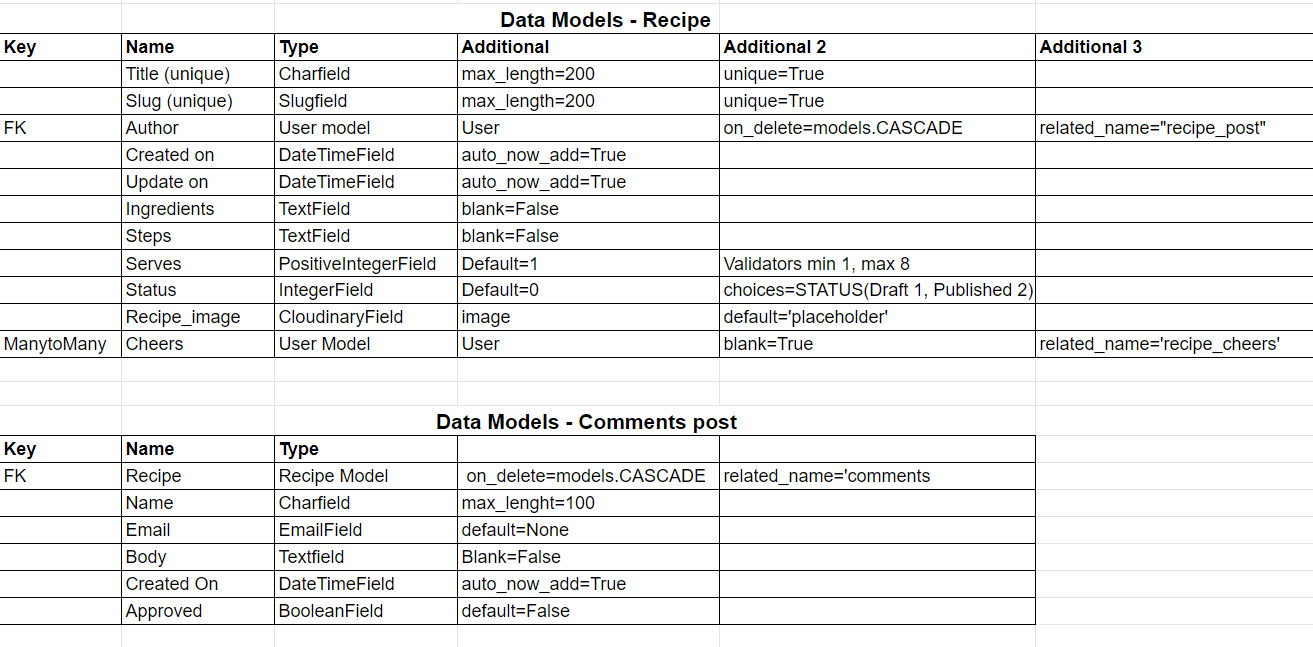 Data Models - Recipe
Key Name Type Additional Additional 2 Additional 3
Title (unique) Charfield max_length=200 unique=True
Slug (unique) Slugfield max_length=200 unique=True
FK Author User model User on_delete=models.CASCADE related_name="recipe_post"
Created on DateTimeField auto_now_add=True
Update on DateTimeField auto_now_add=True
Ingredients TextField blank=False
Steps TextField blank=False
Serves PositiveIntegerField Default=1 Validators min 1, max 8
Status IntegerField Default=0 choices=STATUS(Draft 1, Published 2)
Recipe_image CloudinaryField image default='placeholder'
ManytoMany Cheers User Model User blank=True related_name='recipe_cheers'
Data Models - Comments post
Key Name Type
FK Recipe Recipe Model on_delete=models.CASCADE related_name='comments
Name Charfield max_lenght=100
Email EmailField default=None
Body Textfield Blank=False
Created On DateTimeField auto_now_add=True
Approved BooleanField default=False